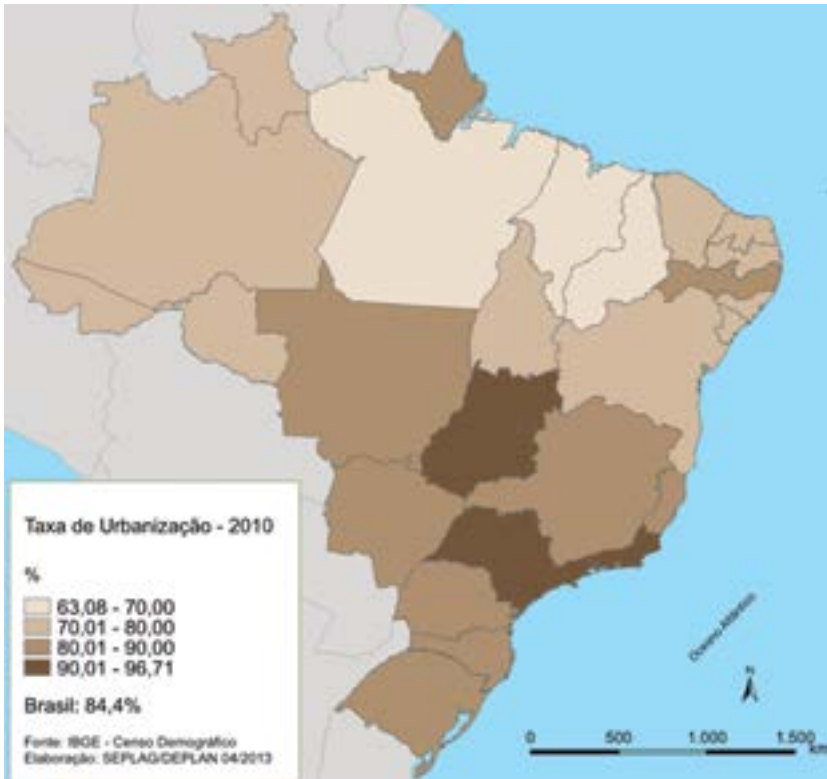 Taxa de Urbanização - 2010
%
63,08 - 70,00
70,01 - 80,00
80,01 - 90,00
90,01 - 96,71
Brasil: 84,4%
Fonte: IBGE - Censo Demográfico
Elaboração: SEPLAG/DEPLAN 04/2013
Oceano Atlântico
N
0 500 1.000 1.500
km